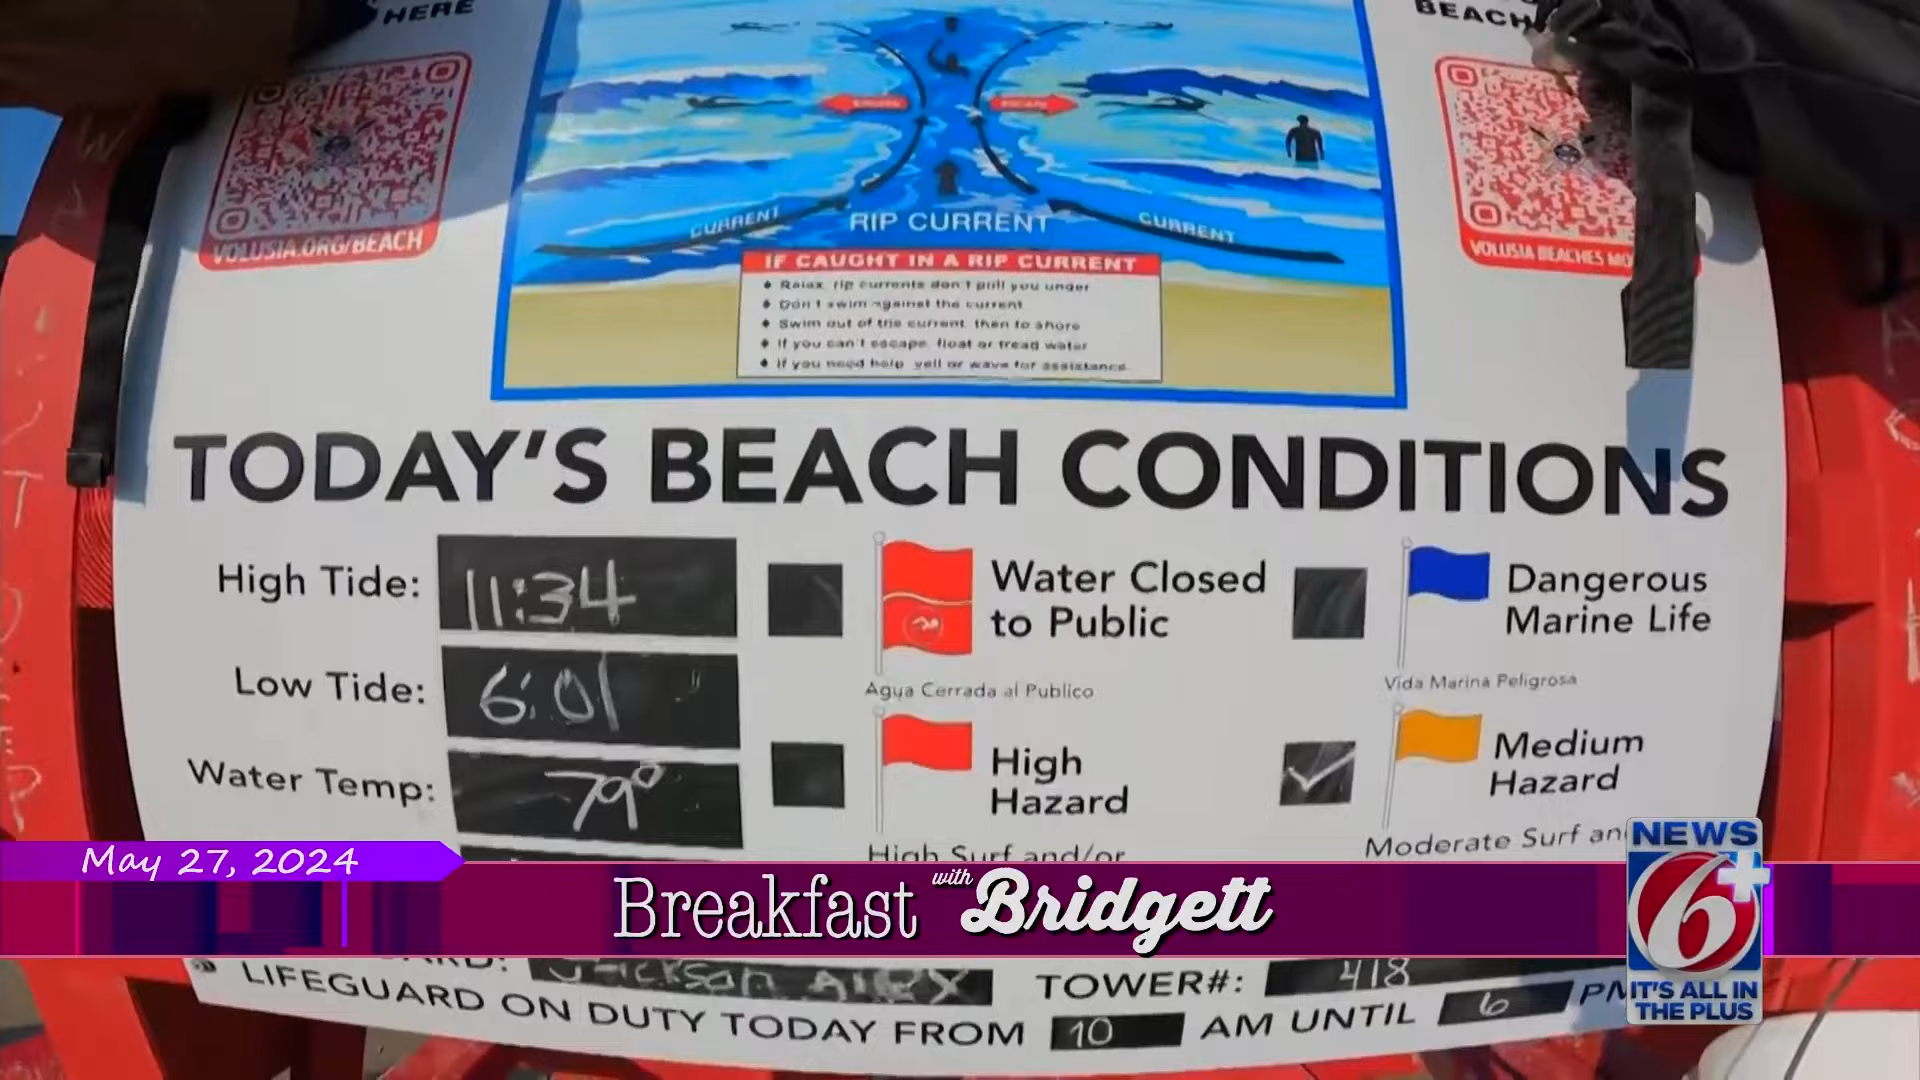 HERE
BEACH
VOLUSIA.ORG/BEACH
VOLUSIA BEACHES MO
ESCAPE
ESCAPE
CURRENT
RIP CURRENT
CURRENT
IF CAUGHT IN A RIP CURRENT
Relax, rip currents don't pull you under
Don't swim against the current
Swim out of the current, then to shore
If you can't escape, float or tread water
If you need help, yell or wave for assistance
TODAY'S BEACH CONDITIONS
High Tide: 11:34
Low Tide: 6:01
Water Temp: 79°
Water Closed
to Public
Agua Cerrada al Publico
Dangerous
Marine Life
Vida Marina Peligrosa
High
Hazard
High Surf and/or
Medium
Hazard
Moderate Surf an
May 27, 2024
Breakfast with Bridgett
NEWS
6+
IT'S ALL IN
THE PLUS
TOWER#: 418
LIFEGUARD ON DUTY TODAY FROM 10 AM UNTIL 6 PM